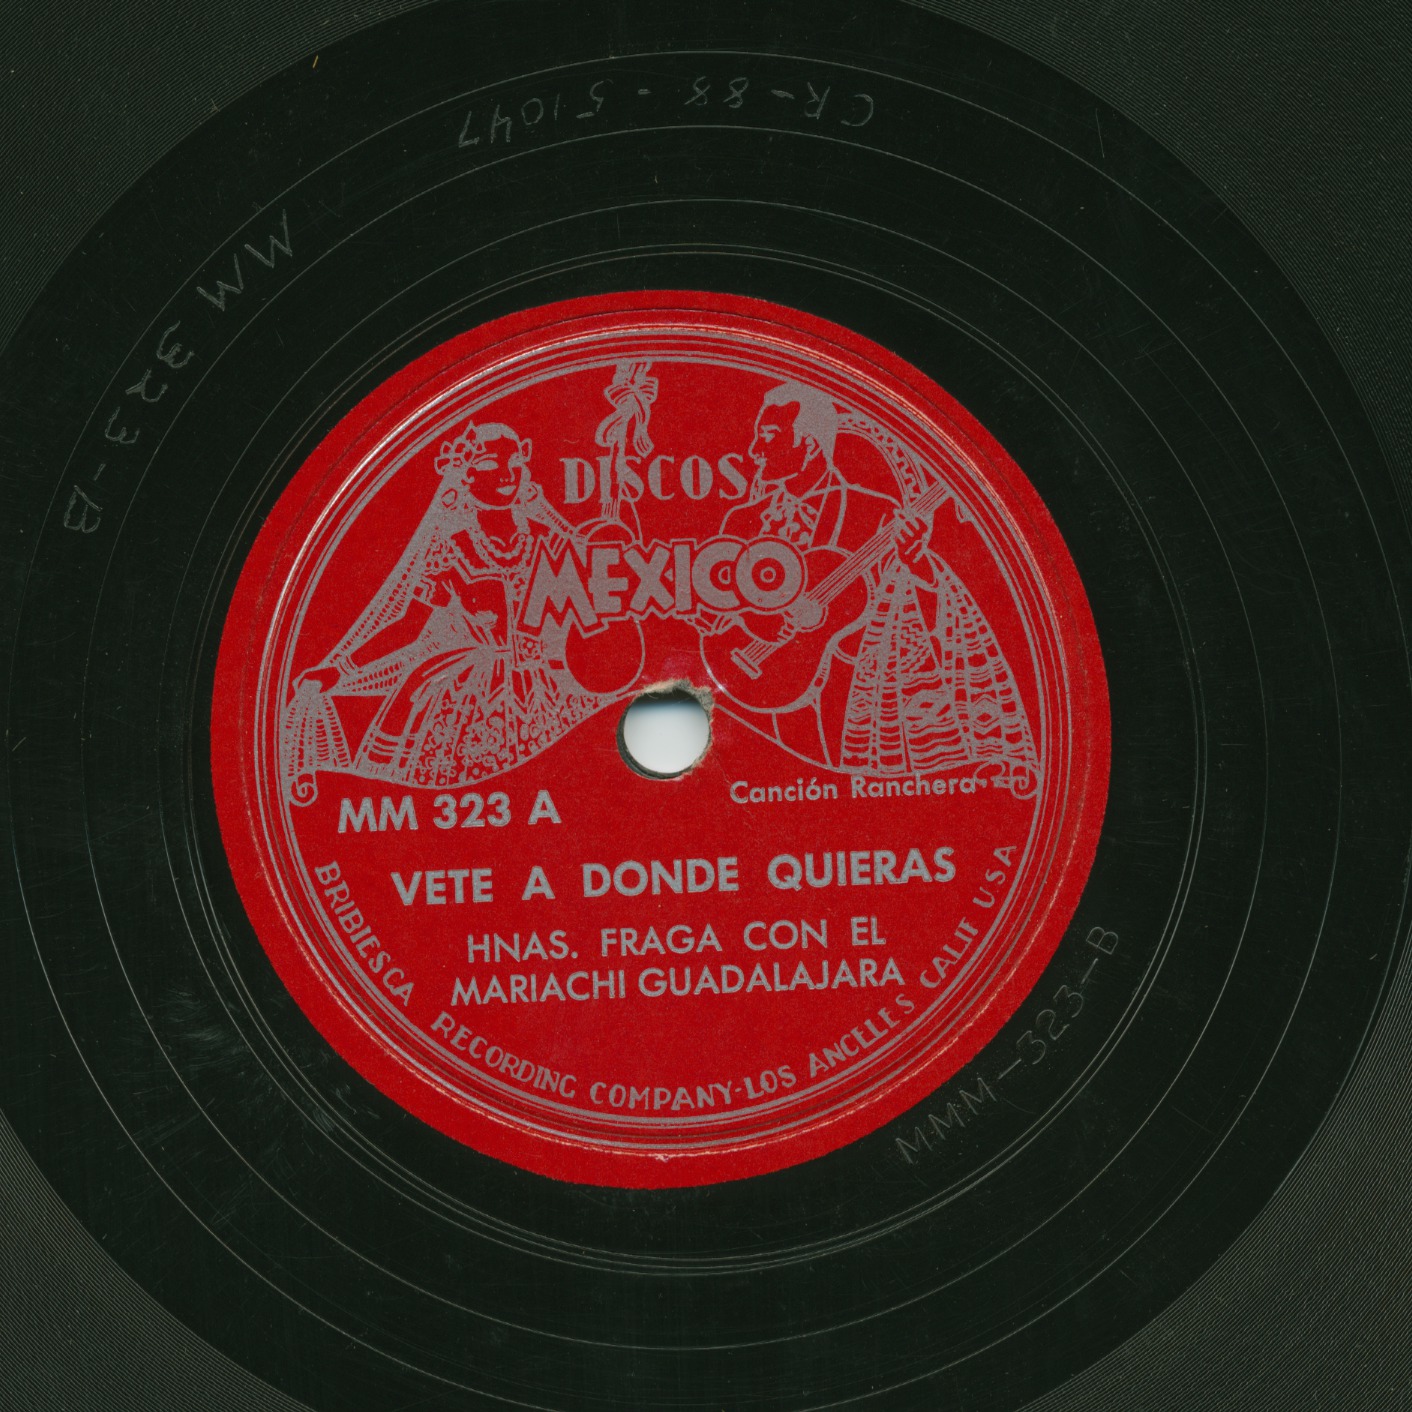 CR-88-51047
MM 323-B
DISCOS
MEXICO
Canción Ranchera
MM 323 A
VETE A DONDE QUIERAS
HNAS. FRAGA CON EL
MARIACHI GUADALAJARA
BRIBIESCA RECORDING COMPANY-LOS ANGELES CALIF USA
MMM-323-B